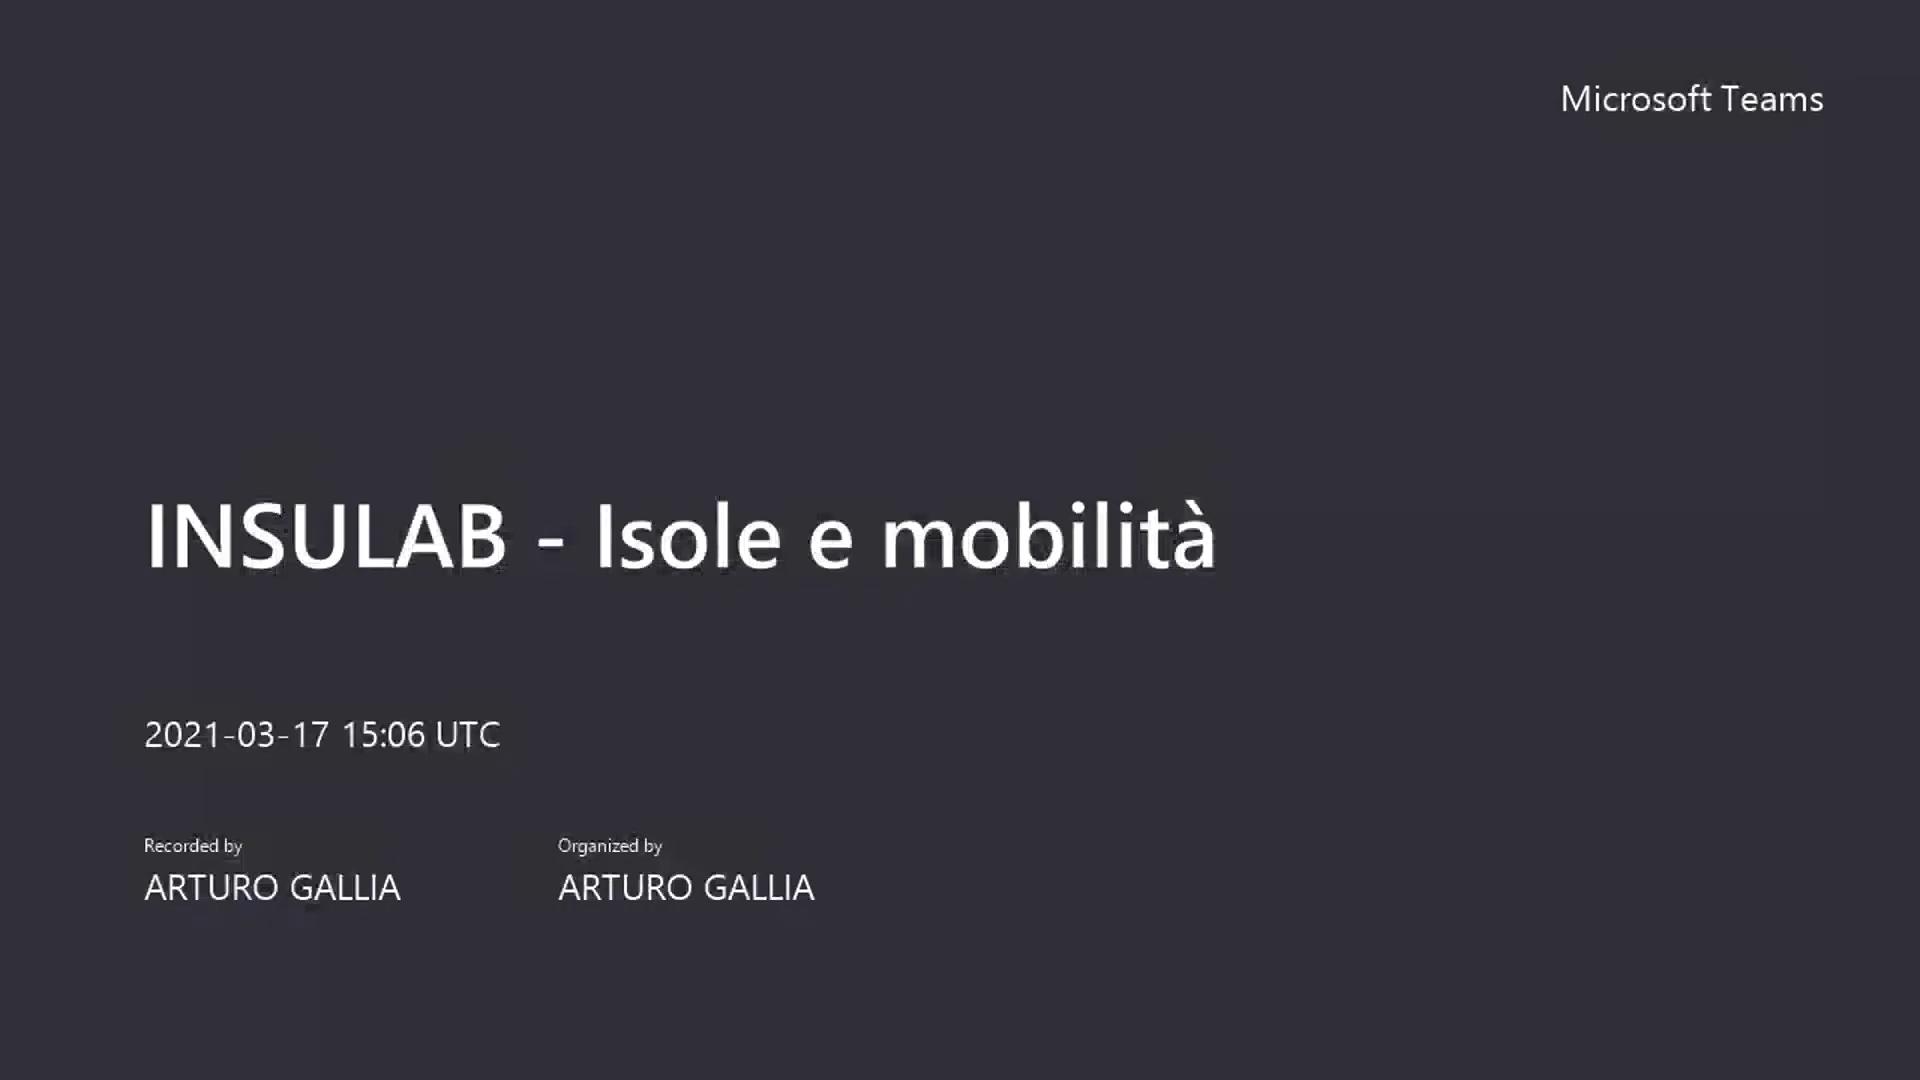 Microsoft Teams
INSULAB - Isole e mobilità
2021-03-17 15:06 UTC
Recorded by
ARTURO GALLIA
Organized by
ARTURO GALLIA